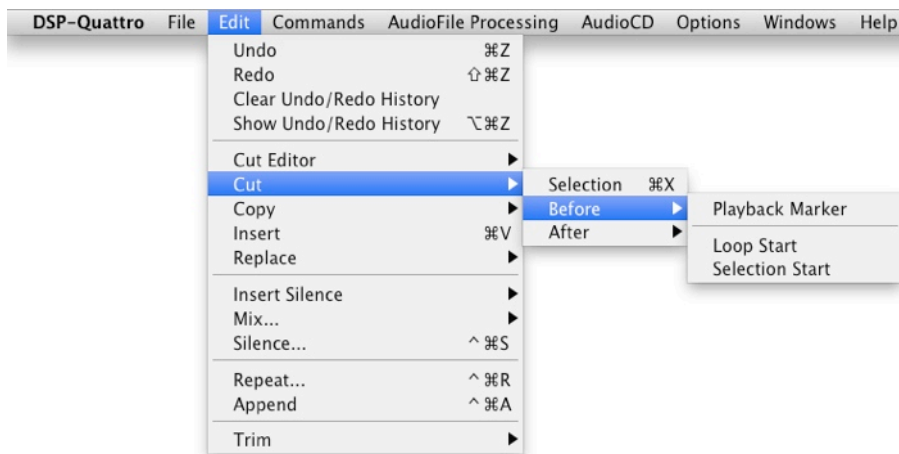 DSP-Quattro File Edit Commands AudioFile Processing AudioCD Options Windows Help
Undo ⌘Z
Redo ⇧⌘Z
Clear Undo/Redo History
Show Undo/Redo History ⌥⌘Z
Cut Editor
Cut
Copy
Insert ⌘V
Replace
Insert Silence
Mix...
Silence... ^⌘S
Repeat... ^⌘R
Append ^⌘A
Trim
Selection ⌘X
Before
After
Playback Marker
Loop Start
Selection Start